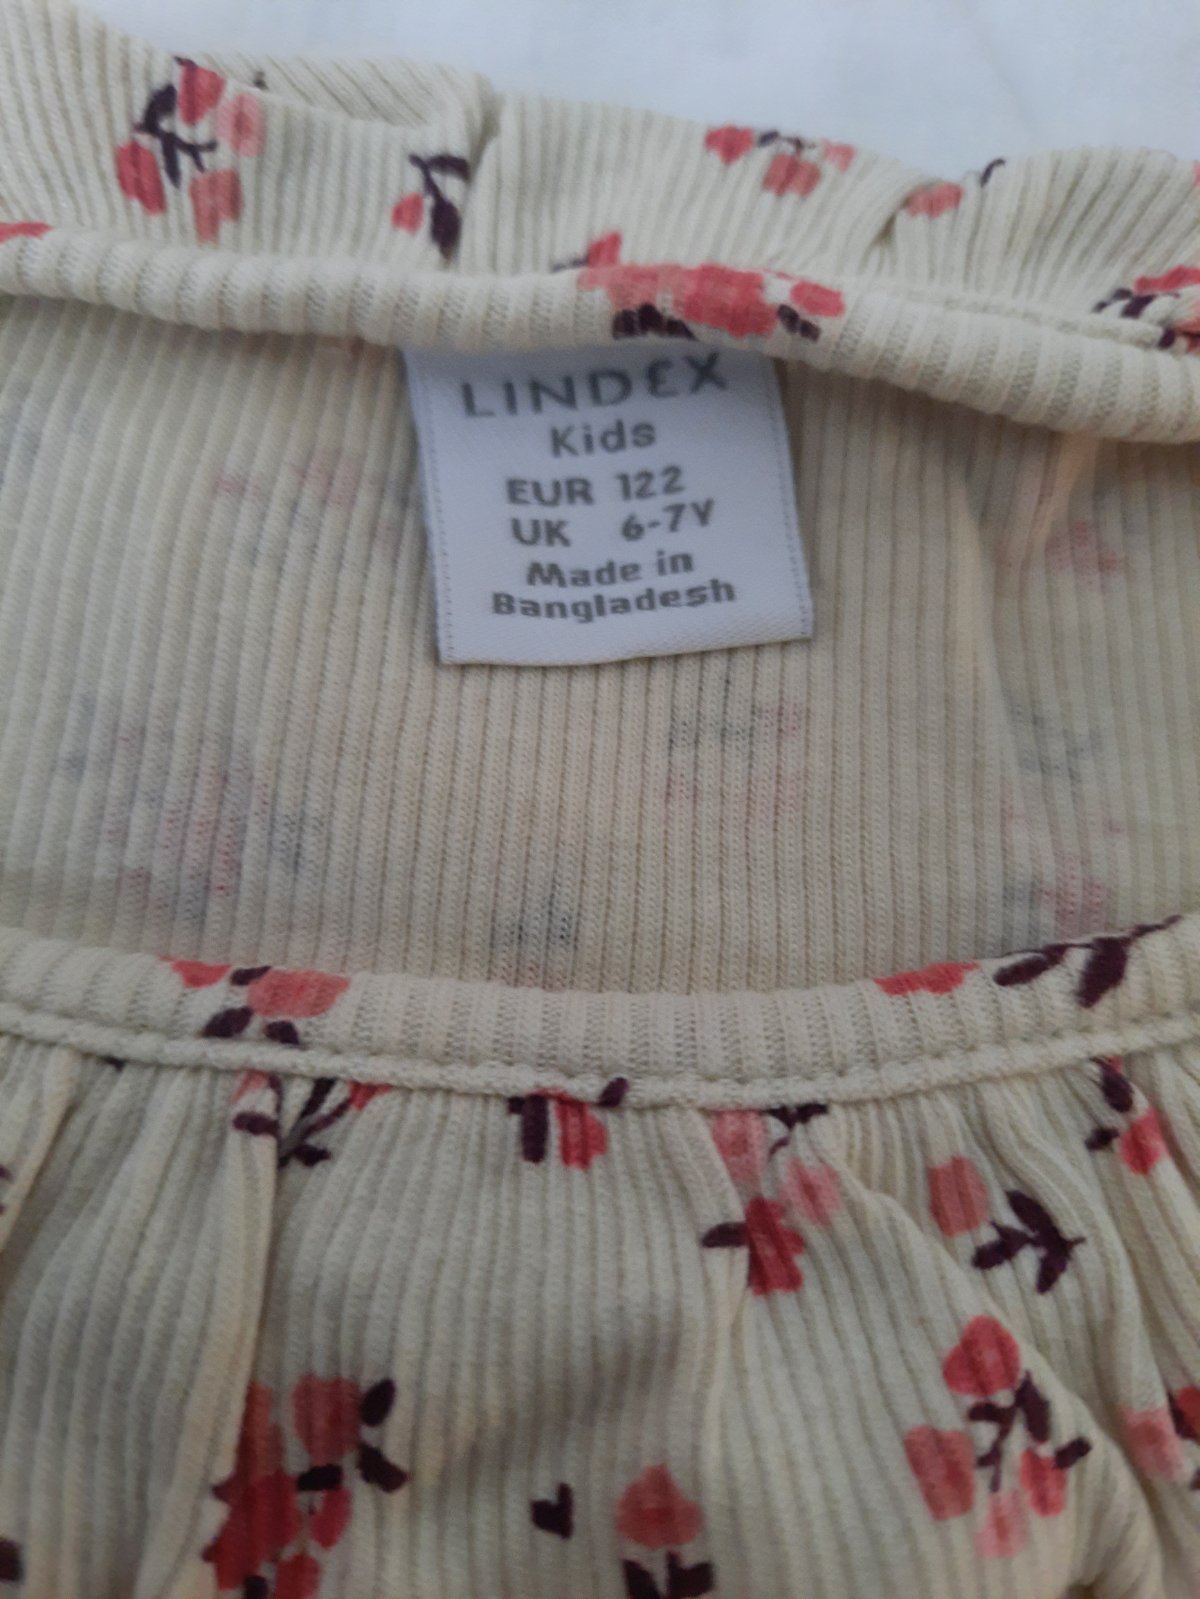 LINDEX
Kids
EUR 122
UK 6-7Y
Made in
Bangladesh